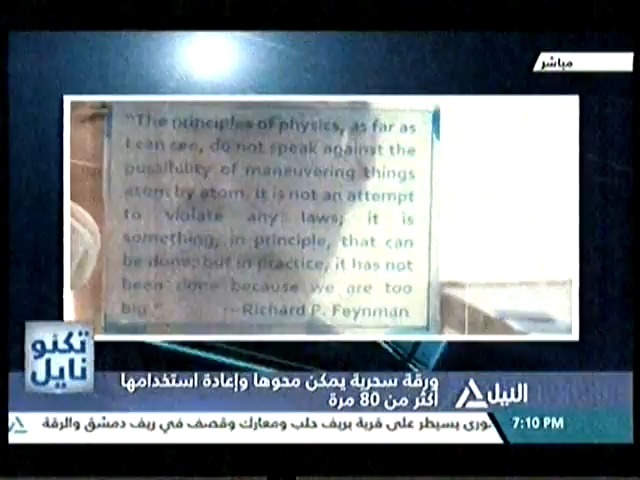 مباشر
"The principles of physics, as far as
I can see, do not speak against the
possibility of maneuvering things
atom by atom. It is not an attempt
to violate any laws; it is
something, in principle, that can
be done; but in practice, it has not
been done because we are too
big."
---Richard P. Feynman
تكنو
نايل
ورقة سحرية يمكن محوها وإعادة استخدامها
أكثر من 80 مرة
النيل
يسيطر على قرية بريف حلب ومعارك وقصف في ريف دمشق والرقة
7:10 PM